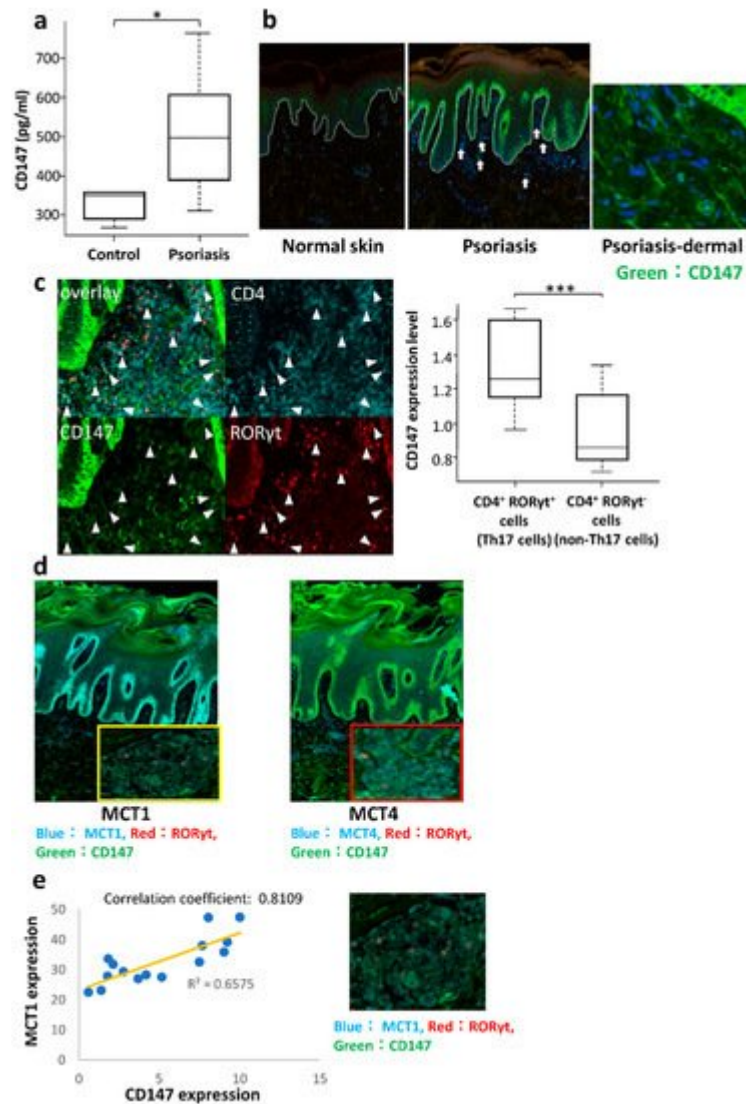 a
*
CD147 (pg/ml)
700
600
500
400
300
Control
Psoriasis
b
Normal skin
Psoriasis
Psoriasis-dermal
Green：CD147
c
overlay
CD4
CD147
RORγt
***
CD147 expression level
1.6
1.4
1.2
1.0
0.8
CD4⁺ RORγt⁺
cells
(Th17 cells)
CD4⁺ RORγt⁻
cells
(non-Th17 cells)
d
MCT1
Blue：MCT1, Red：RORγt,
Green：CD147
MCT4
Blue：MCT4, Red：RORγt,
Green：CD147
e
Correlation coefficient: 0.8109
MCT1 expression
50
40
30
20
10
0
R² = 0.6575
0
5
10
15
CD147 expression
Blue：MCT1, Red：RORγt,
Green：CD147